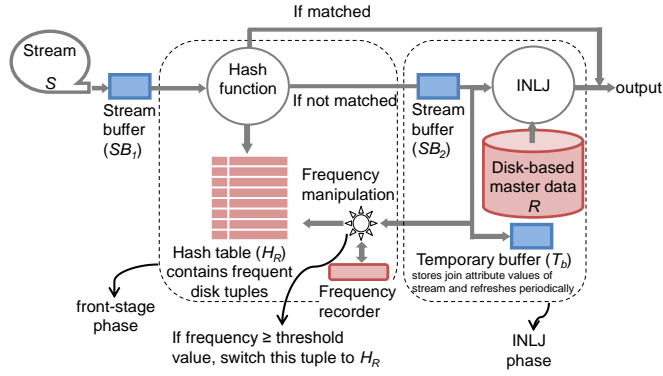 If matched
Stream
S
Hash
function
INLJ
output
If not matched
Stream
buffer
(SB1)
Stream
buffer
(SB2)
Disk-based
master data
R
Frequency
manipulation
Hash table (HR)
contains frequent
disk tuples
Temporary buffer (Tb)
stores join attribute values of
stream and refreshes periodically
Frequency
recorder
front-stage
phase
If frequency ≥ threshold
value, switch this tuple to HR
INLJ
phase